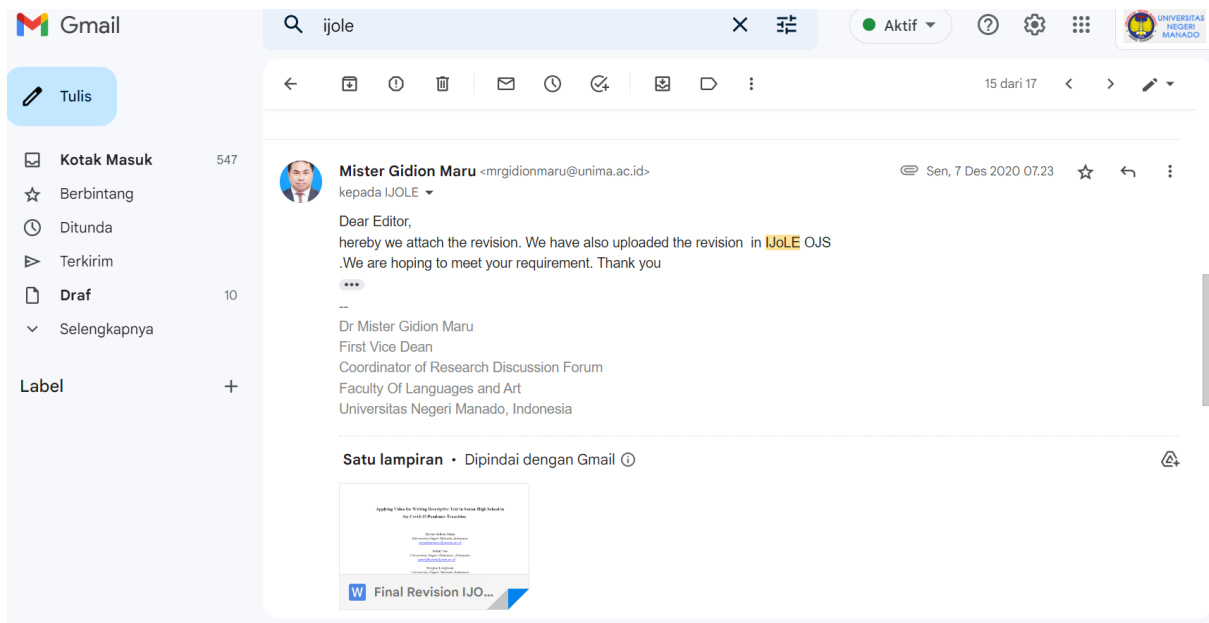 Gmail
ijole
Aktif
UNIVERSITAS
NEGERI
MANADO
Tulis
15 dari 17
Kotak Masuk 547
Berbintang
Ditunda
Terkirim
Draf 10
Selengkapnya
Label
Mister Gidion Maru <mrgidionmaru@unima.ac.id>
Sen, 7 Des 2020 07.23
kepada IJOLE
Dear Editor,
hereby we attach the revision. We have also uploaded the revision in IJoLE OJS
.We are hoping to meet your requirement. Thank you
--
Dr Mister Gidion Maru
First Vice Dean
Coordinator of Research Discussion Forum
Faculty Of Languages and Art
Universitas Negeri Manado, Indonesia
Satu lampiran • Dipindai dengan Gmail
Applying Video for Writing Descriptive Text in Senior High School in
the Covid-19 Pandemic Transition
W Final Revision IJO...